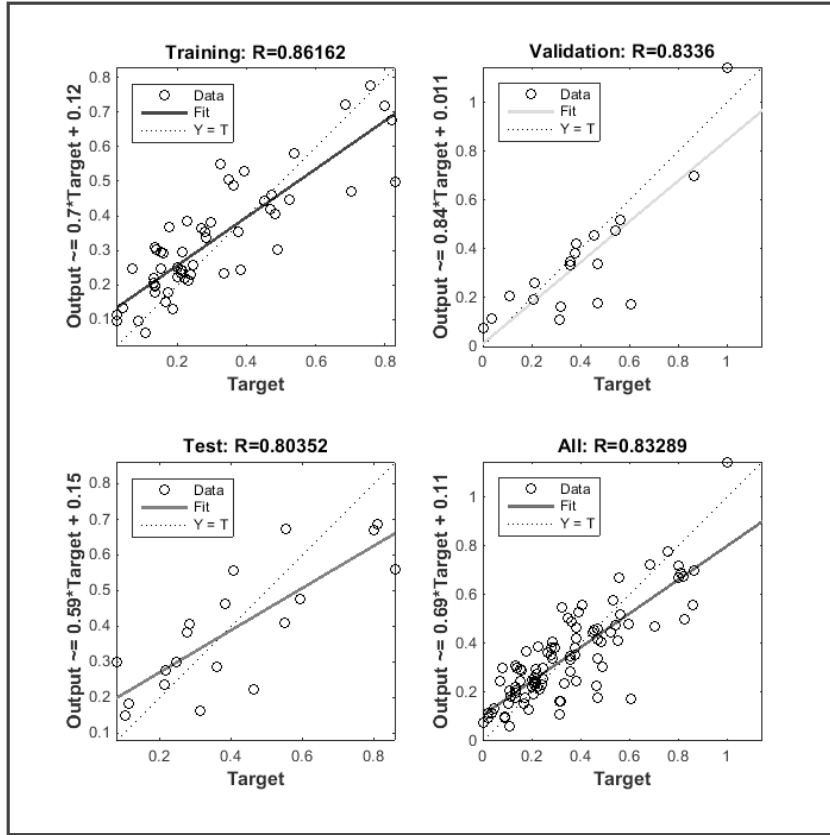 Training: R=0.86162
Output ~= 0.7*Target + 0.12
0.8
0.7
0.6
0.5
0.4
0.3
0.2
0.1
Data
Fit
Y = T
0.2
0.4
0.6
0.8
Target
Validation: R=0.8336
Output ~= 0.84*Target + 0.011
1
0.8
0.6
0.4
0.2
0
Data
Fit
Y = T
0
0.2
0.4
0.6
0.8
1
Target
Test: R=0.80352
Output ~= 0.59*Target + 0.15
0.8
0.7
0.6
0.5
0.4
0.3
0.2
0.1
Data
Fit
Y = T
0.2
0.4
0.6
0.8
Target
All: R=0.83289
Output ~= 0.69*Target + 0.11
1
0.8
0.6
0.4
0.2
0
Data
Fit
Y = T
0
0.2
0.4
0.6
0.8
1
Target